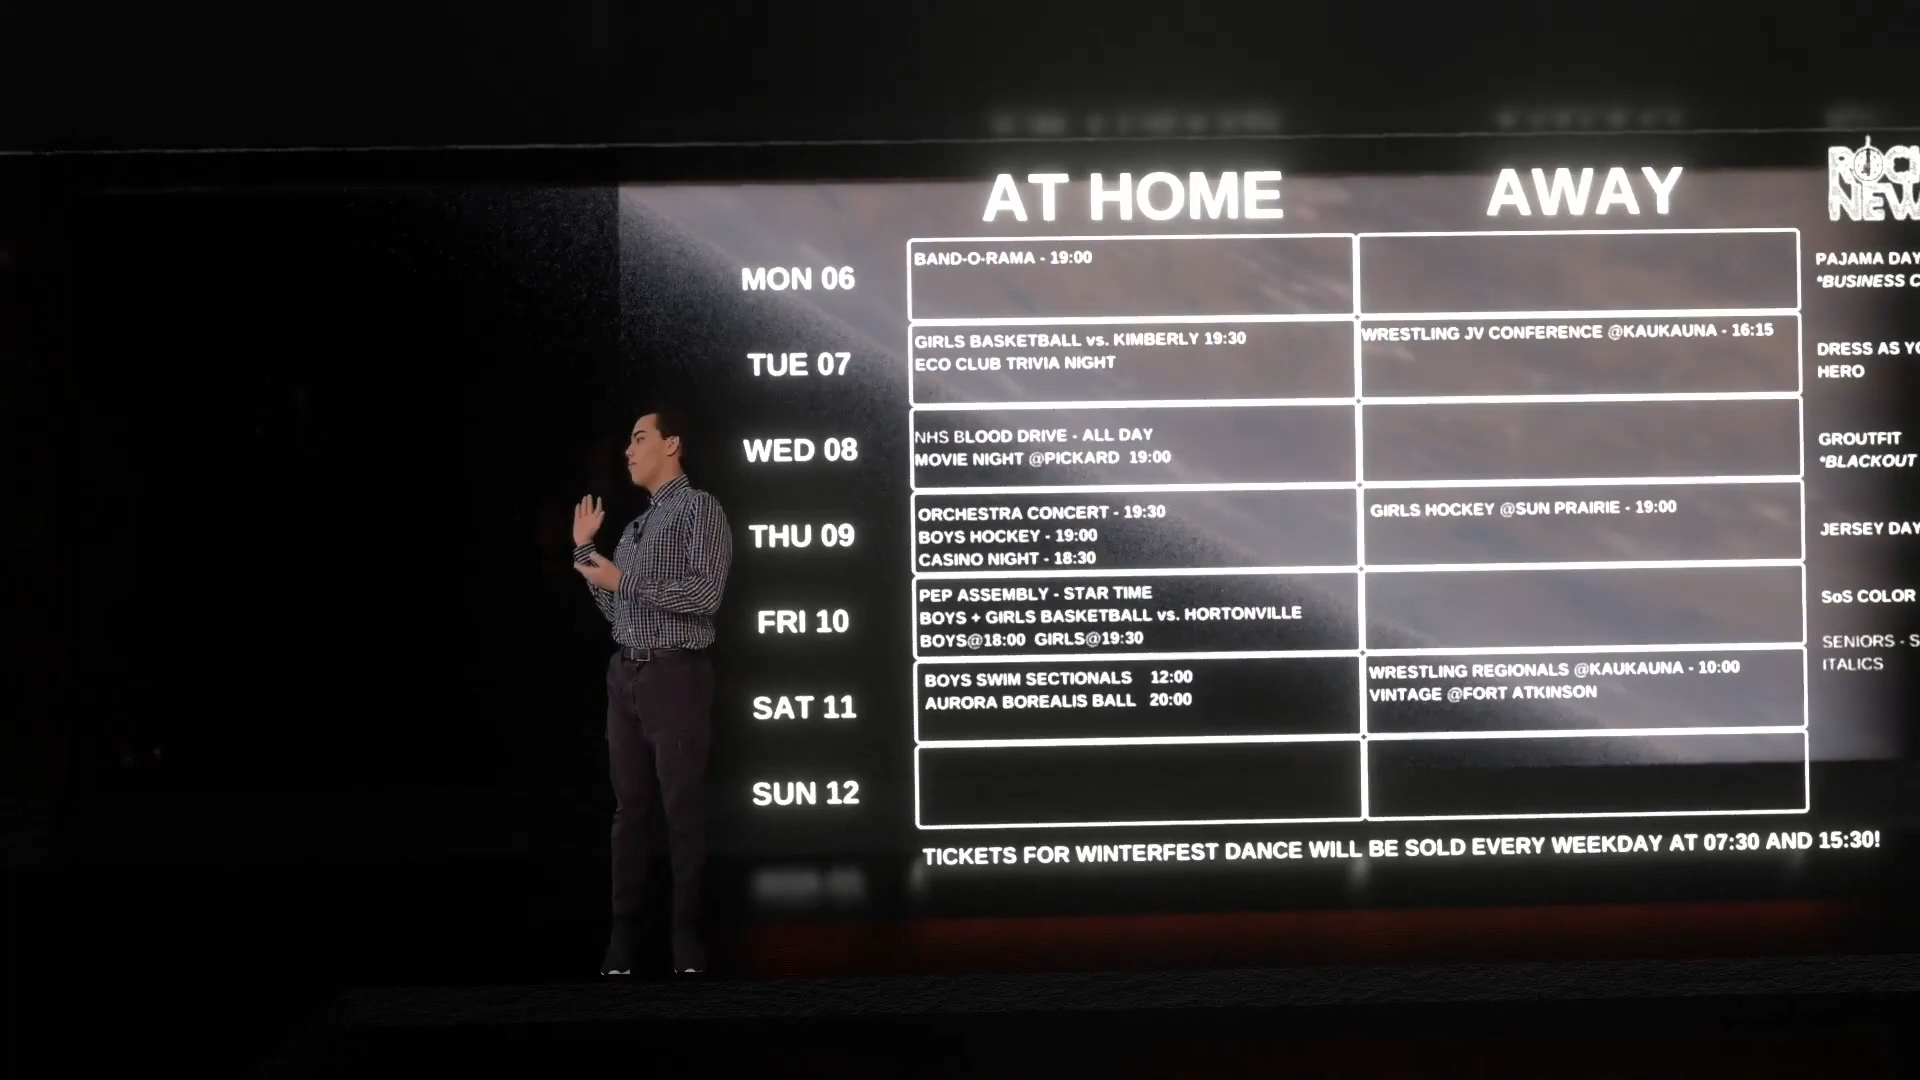 AT HOME
AWAY
MON 06
BAND-O-RAMA - 19:00
PAJAMA DAY
*BUSINESS
TUE 07
GIRLS BASKETBALL vs. KIMBERLY 19:30
ECO CLUB TRIVIA NIGHT
WRESTLING JV CONFERENCE @KAUKAUNA - 16:15
DRESS AS
HERO
WED 08
NHS BLOOD DRIVE - ALL DAY
MOVIE NIGHT @PICKARD 19:00
GROUTFIT
*BLACKOUT
THU 09
ORCHESTRA CONCERT - 19:30
BOYS HOCKEY - 19:00
CASINO NIGHT - 18:30
GIRLS HOCKEY @SUN PRAIRIE - 19:00
JERSEY DAY
FRI 10
PEP ASSEMBLY - STAR TIME
BOYS + GIRLS BASKETBALL vs. HORTONVILLE
BOYS@18:00 GIRLS@19:30
SoS COLOR
SENIORS -
ITALICS
SAT 11
BOYS SWIM SECTIONALS 12:00
AURORA BOREALIS BALL 20:00
WRESTLING REGIONALS @KAUKAUNA - 10:00
VINTAGE @FORT ATKINSON
SUN 12
TICKETS FOR WINTERFEST DANCE WILL BE SOLD EVERY WEEKDAY AT 07:30 AND 15:30!